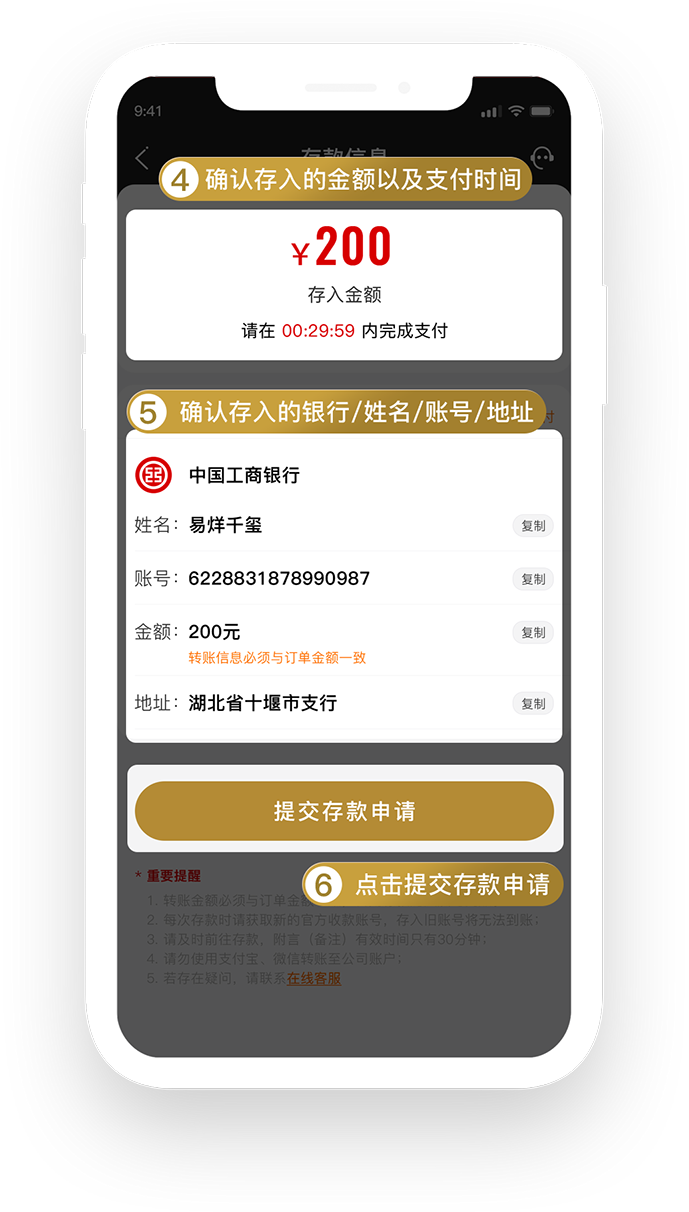 9:41
存款信息
4 确认存入的金额以及支付时间
¥200
存入金额
请在 00:29:59 内完成支付
5 确认存入的银行/姓名/账号/地址
付
中国工商银行
姓名: 易烊千玺 复制
账号: 6228831878990987 复制
金额: 200元 复制
转账信息必须与订单金额一致
地址: 湖北省十堰市支行 复制
提交存款申请
* 重要提醒
6 点击提交存款申请
1. 转账金额必须与订单金
2. 每次存款时请获取新的官方收款账号，存入旧账号将无法到账；
3. 请及时前往存款，附言（备注）有效时间只有30分钟；
4. 请勿使用支付宝、微信转账至公司账户；
5. 若存在疑问，请联系在线客服